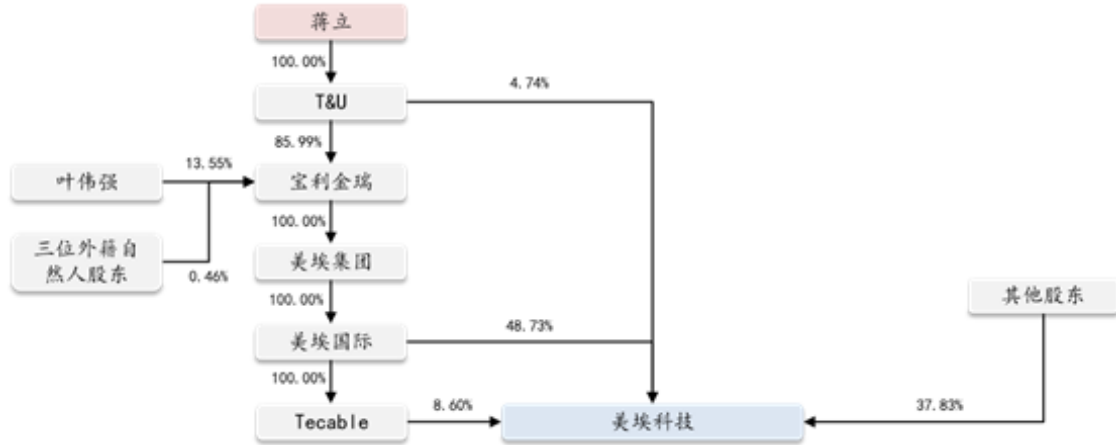 蒋立
100.00%
T&U
4.74%
85.99%
叶伟强
13.55%
宝利金瑞
三位外籍自
然人股东
0.46%
100.00%
美埃集团
100.00%
其他股东
美埃国际
48.73%
100.00%
Tecable
8.60%
美埃科技
37.83%